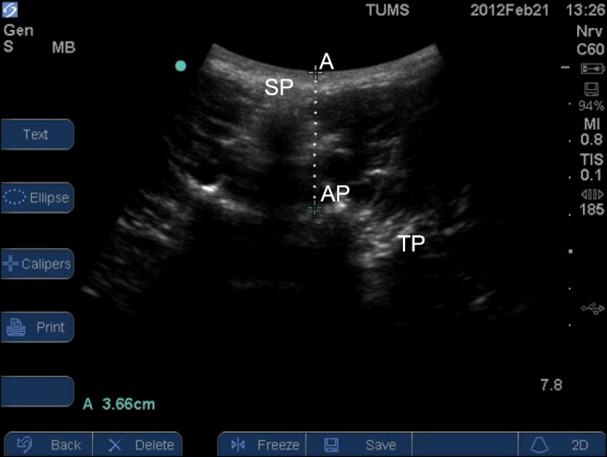 TUMS 2012Feb21 13:26
Gen
S MB
Nrv
C60
94%
MI
0.8
TIS
0.1
185
A
SP
AP
TP
Text
Ellipse
Calipers
Print
7.8
A 3.66cm
Back Delete Freeze Save 2D